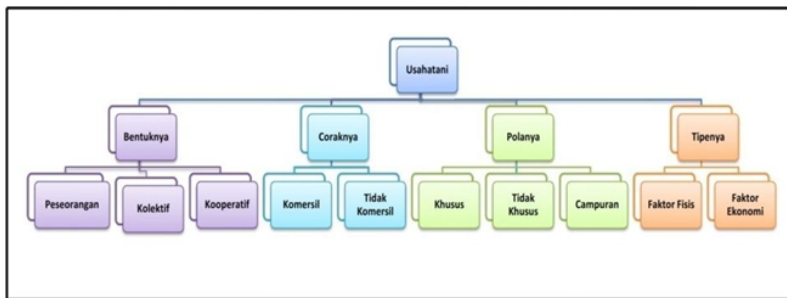 Usahatani
Bentuknya
Coraknya
Polanya
Tipenya
Peseorangan
Kolektif
Kooperatif
Komersil
Tidak
Komersil
Khusus
Tidak
Khusus
Campuran
Faktor Fisis
Faktor
Ekonomi